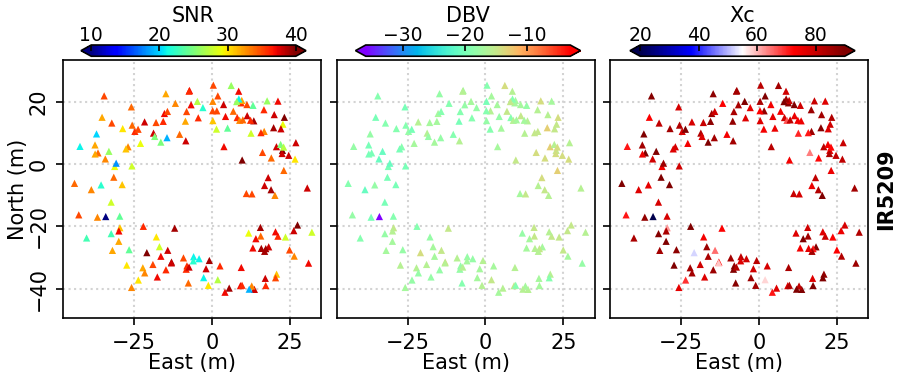 SNR DBV Xc
10 20 30 40 −30 −20 −10 20 40 60 80
20
0
−20
−40
North (m)
−25 0 25 −25 0 25 −25 0 25
East (m) East (m) East (m)
IR5209